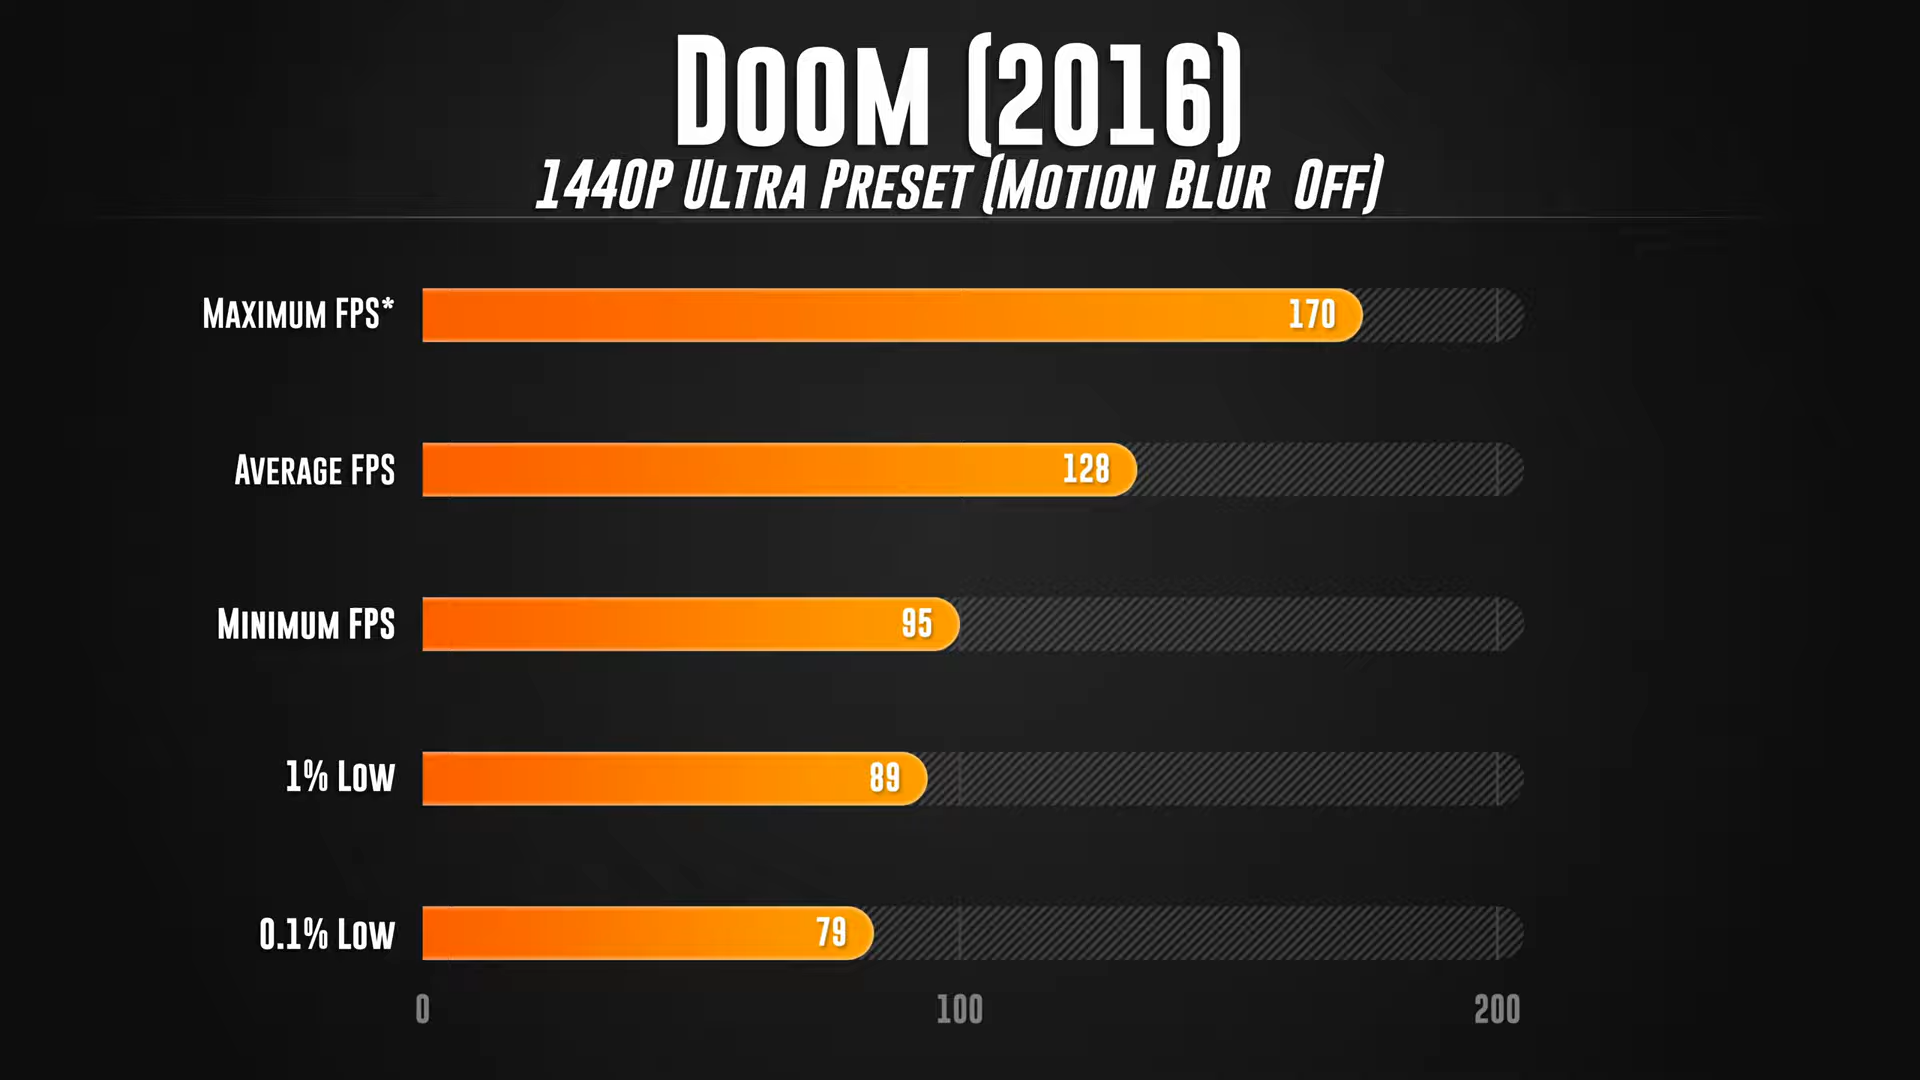 Doom (2016)
1440p Ultra Preset (Motion Blur Off)
Maximum FPS* 170
Average FPS 128
Minimum FPS 95
1% Low 89
0.1% Low 79
0 100 200